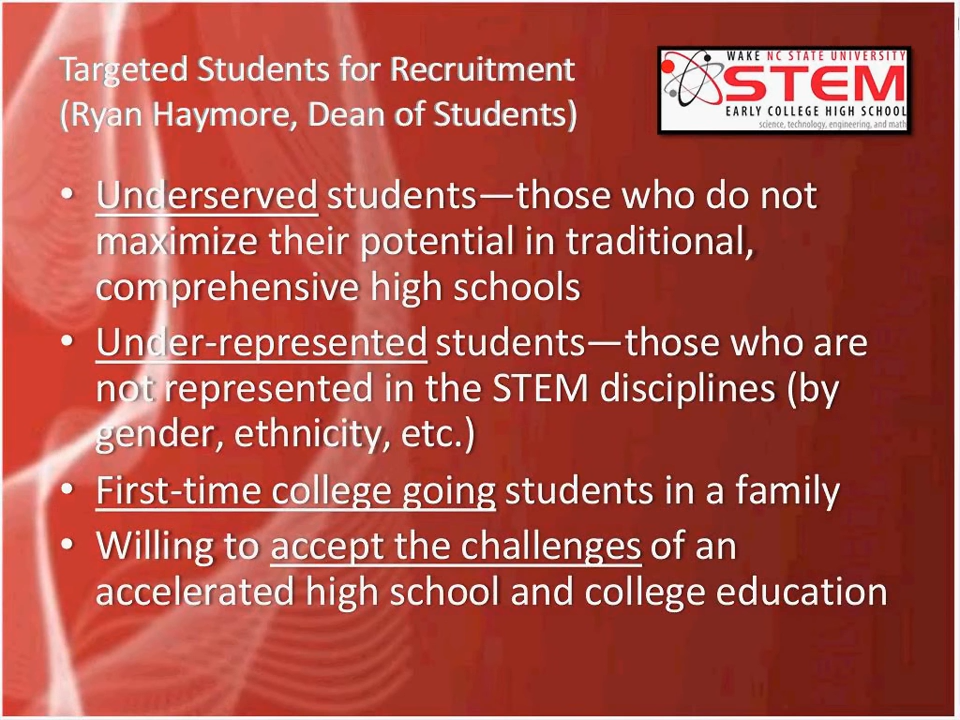 Targeted Students for Recruitment
(Ryan Haymore, Dean of Students)
WAKE NC STATE UNIVERSITY
STEM
EARLY COLLEGE HIGH SCHOOL
science, technology, engineering, and math
• Underserved students—those who do not
maximize their potential in traditional,
comprehensive high schools
• Under-represented students—those who are
not represented in the STEM disciplines (by
gender, ethnicity, etc.)
• First-time college going students in a family
• Willing to accept the challenges of an
accelerated high school and college education